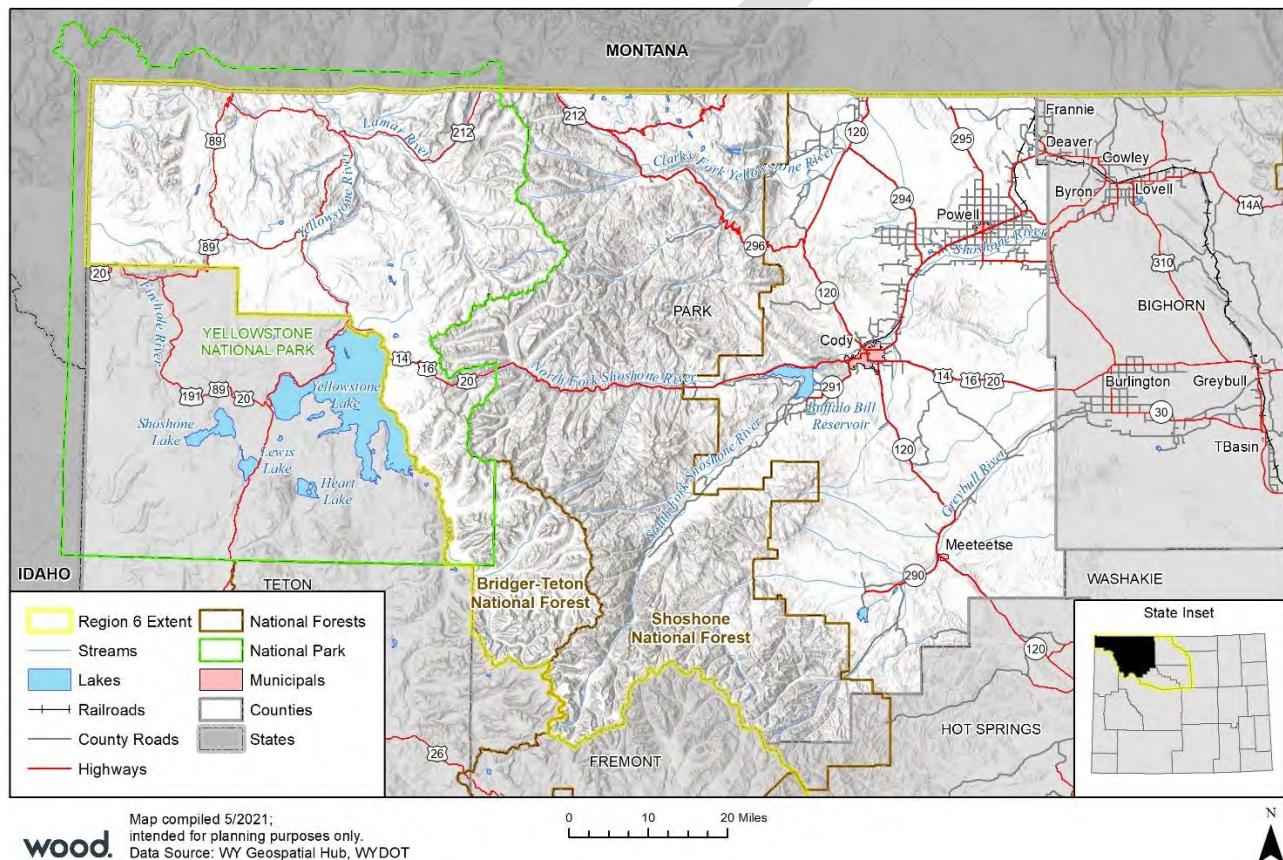 MONTANA
Frannie
212
212
120
295
Deaver
89
Lamar River
Cowley
Clarks Fork Yellowstone River
Byron
Lovell
Yellowstone River
294
Powell
14A
Shoshone River
89
296
310
20
PARK
120
BIGHORN
Firehole River
YELLOWSTONE
NATIONAL PARK
Cody
14
16
20
North Fork Shoshone River
14
16
20
Burlington
Greybull
291
191
89
20
Yellowstone
Lake
Buffalo Bill
Reservoir
30
Shoshone
Lake
120
TBasin
Lewis
Lake
South Fork Shoshone River
Heart
Lake
Greybull River
Meeteetse
IDAHO
TETON
Bridger-Teton
National Forest
290
WASHAKIE
Shoshone
National Forest
120
HOT SPRINGS
26
FREMONT
Region 6 Extent
National Forests
Streams
National Park
Lakes
Municipals
Railroads
Counties
County Roads
States
Highways
State Inset
wood.
Map compiled 5/2021;
intended for planning purposes only.
Data Source: WY Geospatial Hub, WYDOT
0 10 20 Miles
N